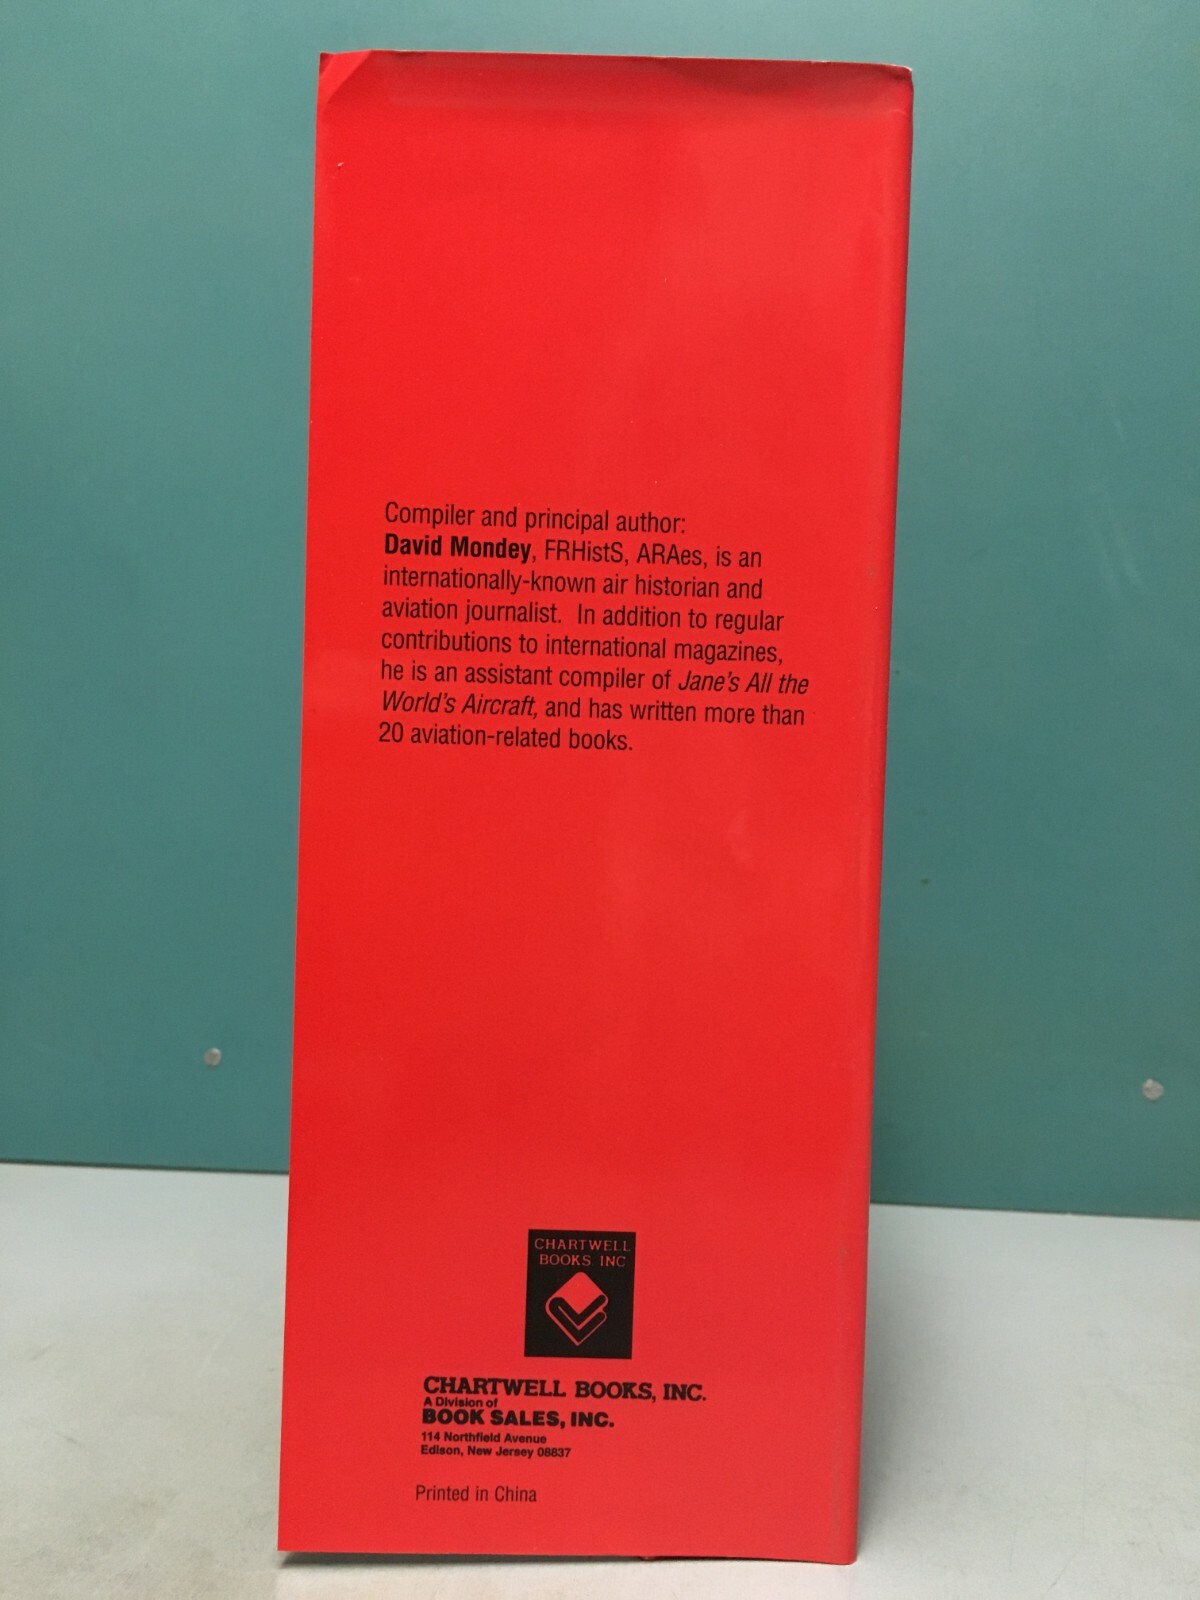 Compiler and principal author:
David Mondey, FRHistS, ARAes, is an
internationally-known air historian and
aviation journalist.  In addition to regular
contributions to international magazines,
he is an assistant compiler of Jane's All the
World's Aircraft, and has written more than
20 aviation-related books.
CHARTWELL
BOOKS, INC
CHARTWELL BOOKS, INC.
A Division of
BOOK SALES, INC.
114 Northfield Avenue
Edison, New Jersey 08837
Printed in China